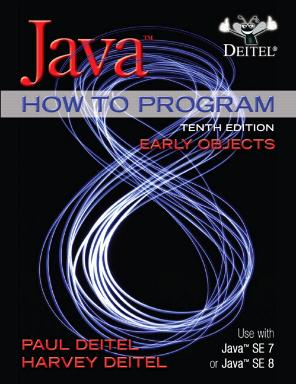 Java™
DEITEL®
HOW TO PROGRAM
TENTH EDITION
EARLY OBJECTS
PAUL DEITEL
HARVEY DEITEL
Use with
Java™ SE 7
or Java™ SE 8